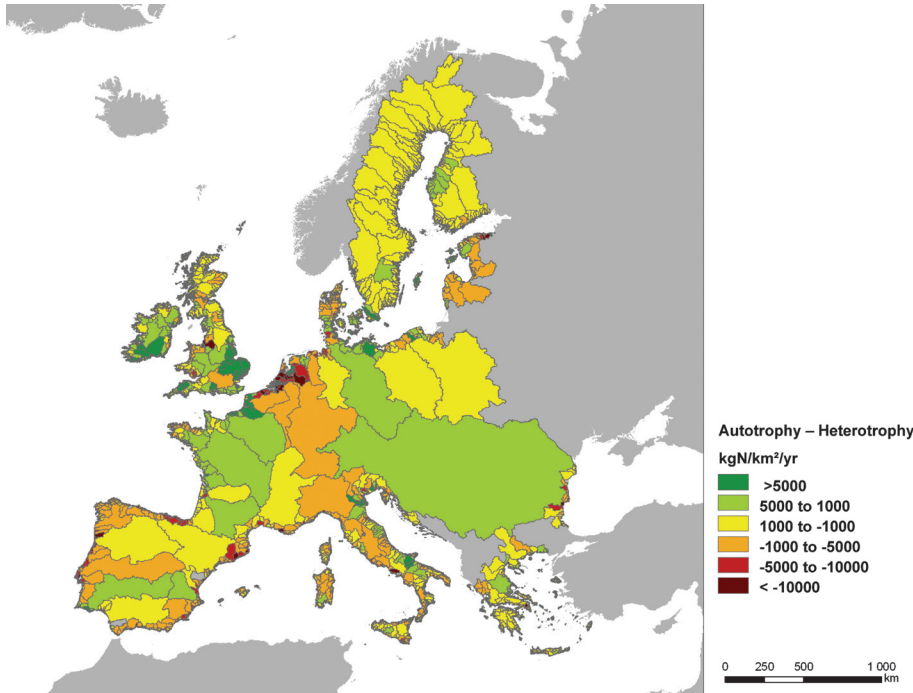 Autotrophy – Heterotrophy
kgN/km²/yr
>5000
5000 to 1000
1000 to -1000
-1000 to -5000
-5000 to -10000
< -10000
0 250 500 1 000
km